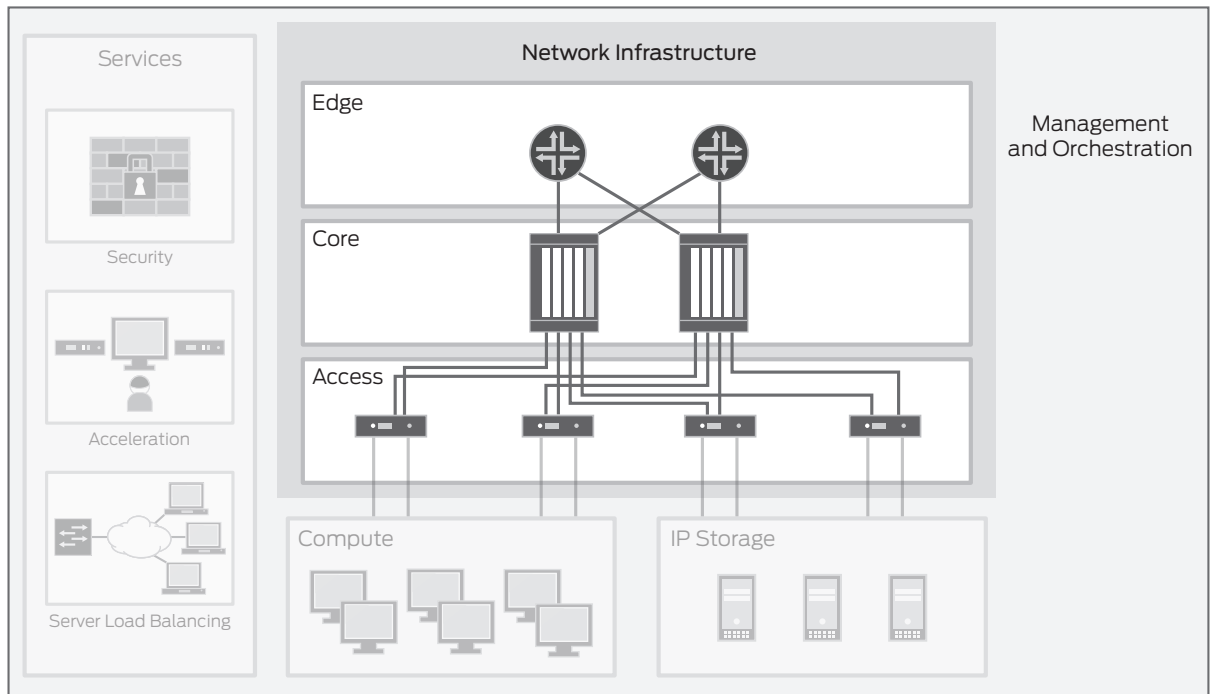 Services
Security
Acceleration
Server Load Balancing
Network Infrastructure
Edge
Core
Access
Compute
IP Storage
Management
and Orchestration